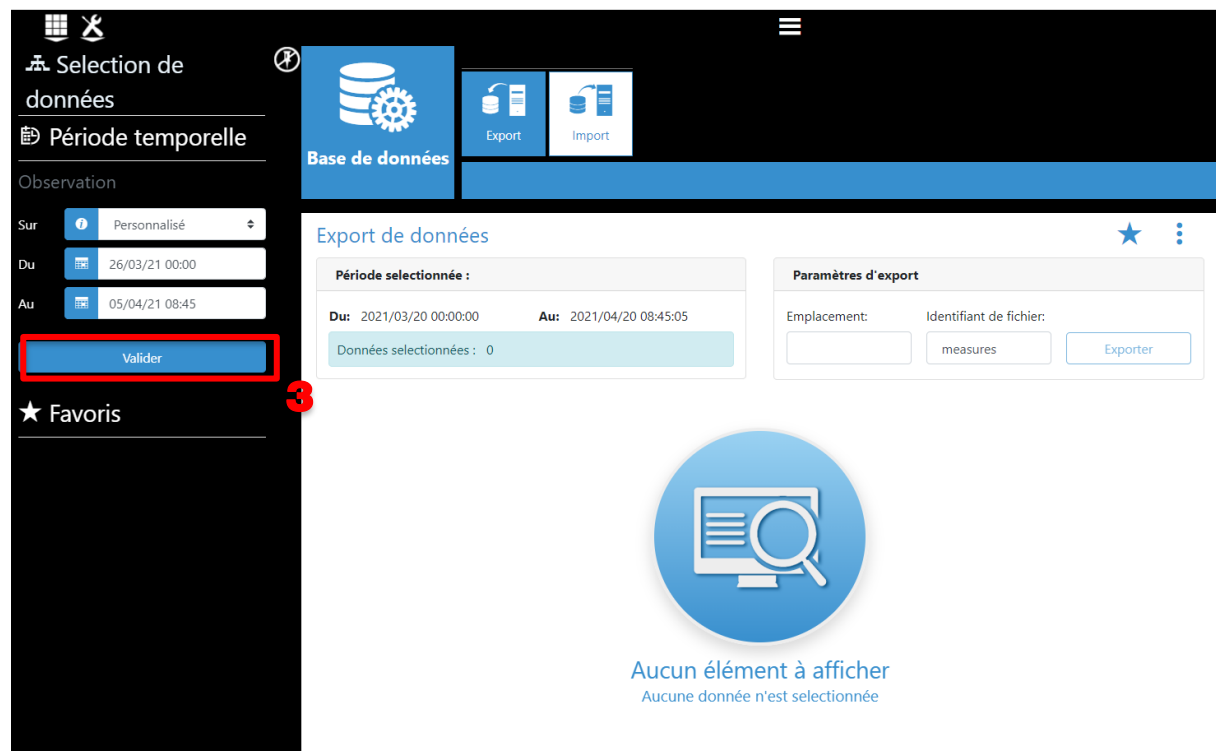 Selection de
données
Période temporelle
Observation
Sur Personnalisé
Du 26/03/21 00:00
Au 05/04/21 08:45
Valider
3
Favoris
Base de données
Export
Import
Export de données
Période selectionnée :
Du: 2021/03/20 00:00:00 Au: 2021/04/20 08:45:05
Données selectionnées : 0
Paramètres d'export
Emplacement: Identifiant de fichier:
measures Exporter
Aucun élément à afficher
Aucune donnée n'est selectionnée